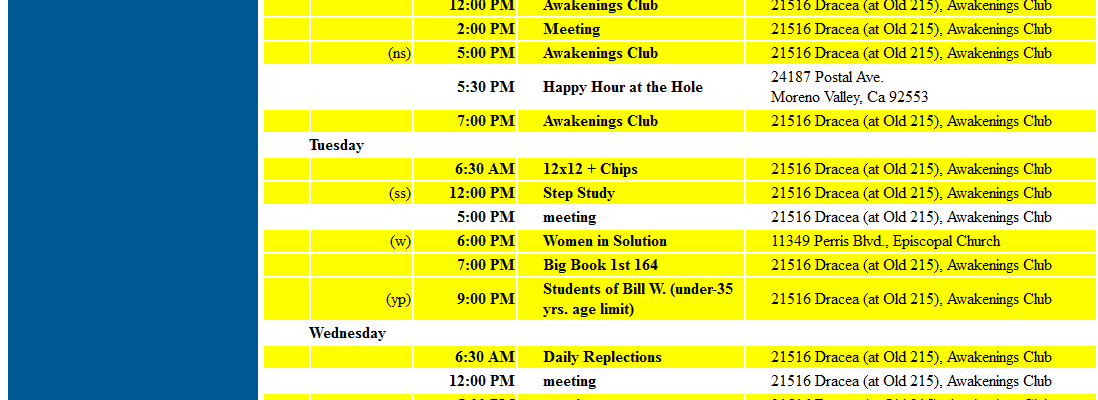 12:00 PM Awakenings Club 21516 Dracea (at Old 215), Awakenings Club
2:00 PM Meeting 21516 Dracea (at Old 215), Awakenings Club
(ns) 5:00 PM Awakenings Club 21516 Dracea (at Old 215), Awakenings Club
5:30 PM Happy Hour at the Hole 24187 Postal Ave.
Moreno Valley, Ca 92553
7:00 PM Awakenings Club 21516 Dracea (at Old 215), Awakenings Club
Tuesday
6:30 AM 12x12 + Chips 21516 Dracea (at Old 215), Awakenings Club
(ss) 12:00 PM Step Study 21516 Dracea (at Old 215), Awakenings Club
5:00 PM meeting 21516 Dracea (at Old 215), Awakenings Club
(w) 6:00 PM Women in Solution 11349 Perris Blvd., Episcopal Church
7:00 PM Big Book 1st 164 21516 Dracea (at Old 215), Awakenings Club
(yp) 9:00 PM Students of Bill W. (under-35
yrs. age limit) 21516 Dracea (at Old 215), Awakenings Club
Wednesday
6:30 AM Daily Replections 21516 Dracea (at Old 215), Awakenings Club
12:00 PM meeting 21516 Dracea (at Old 215), Awakenings Club